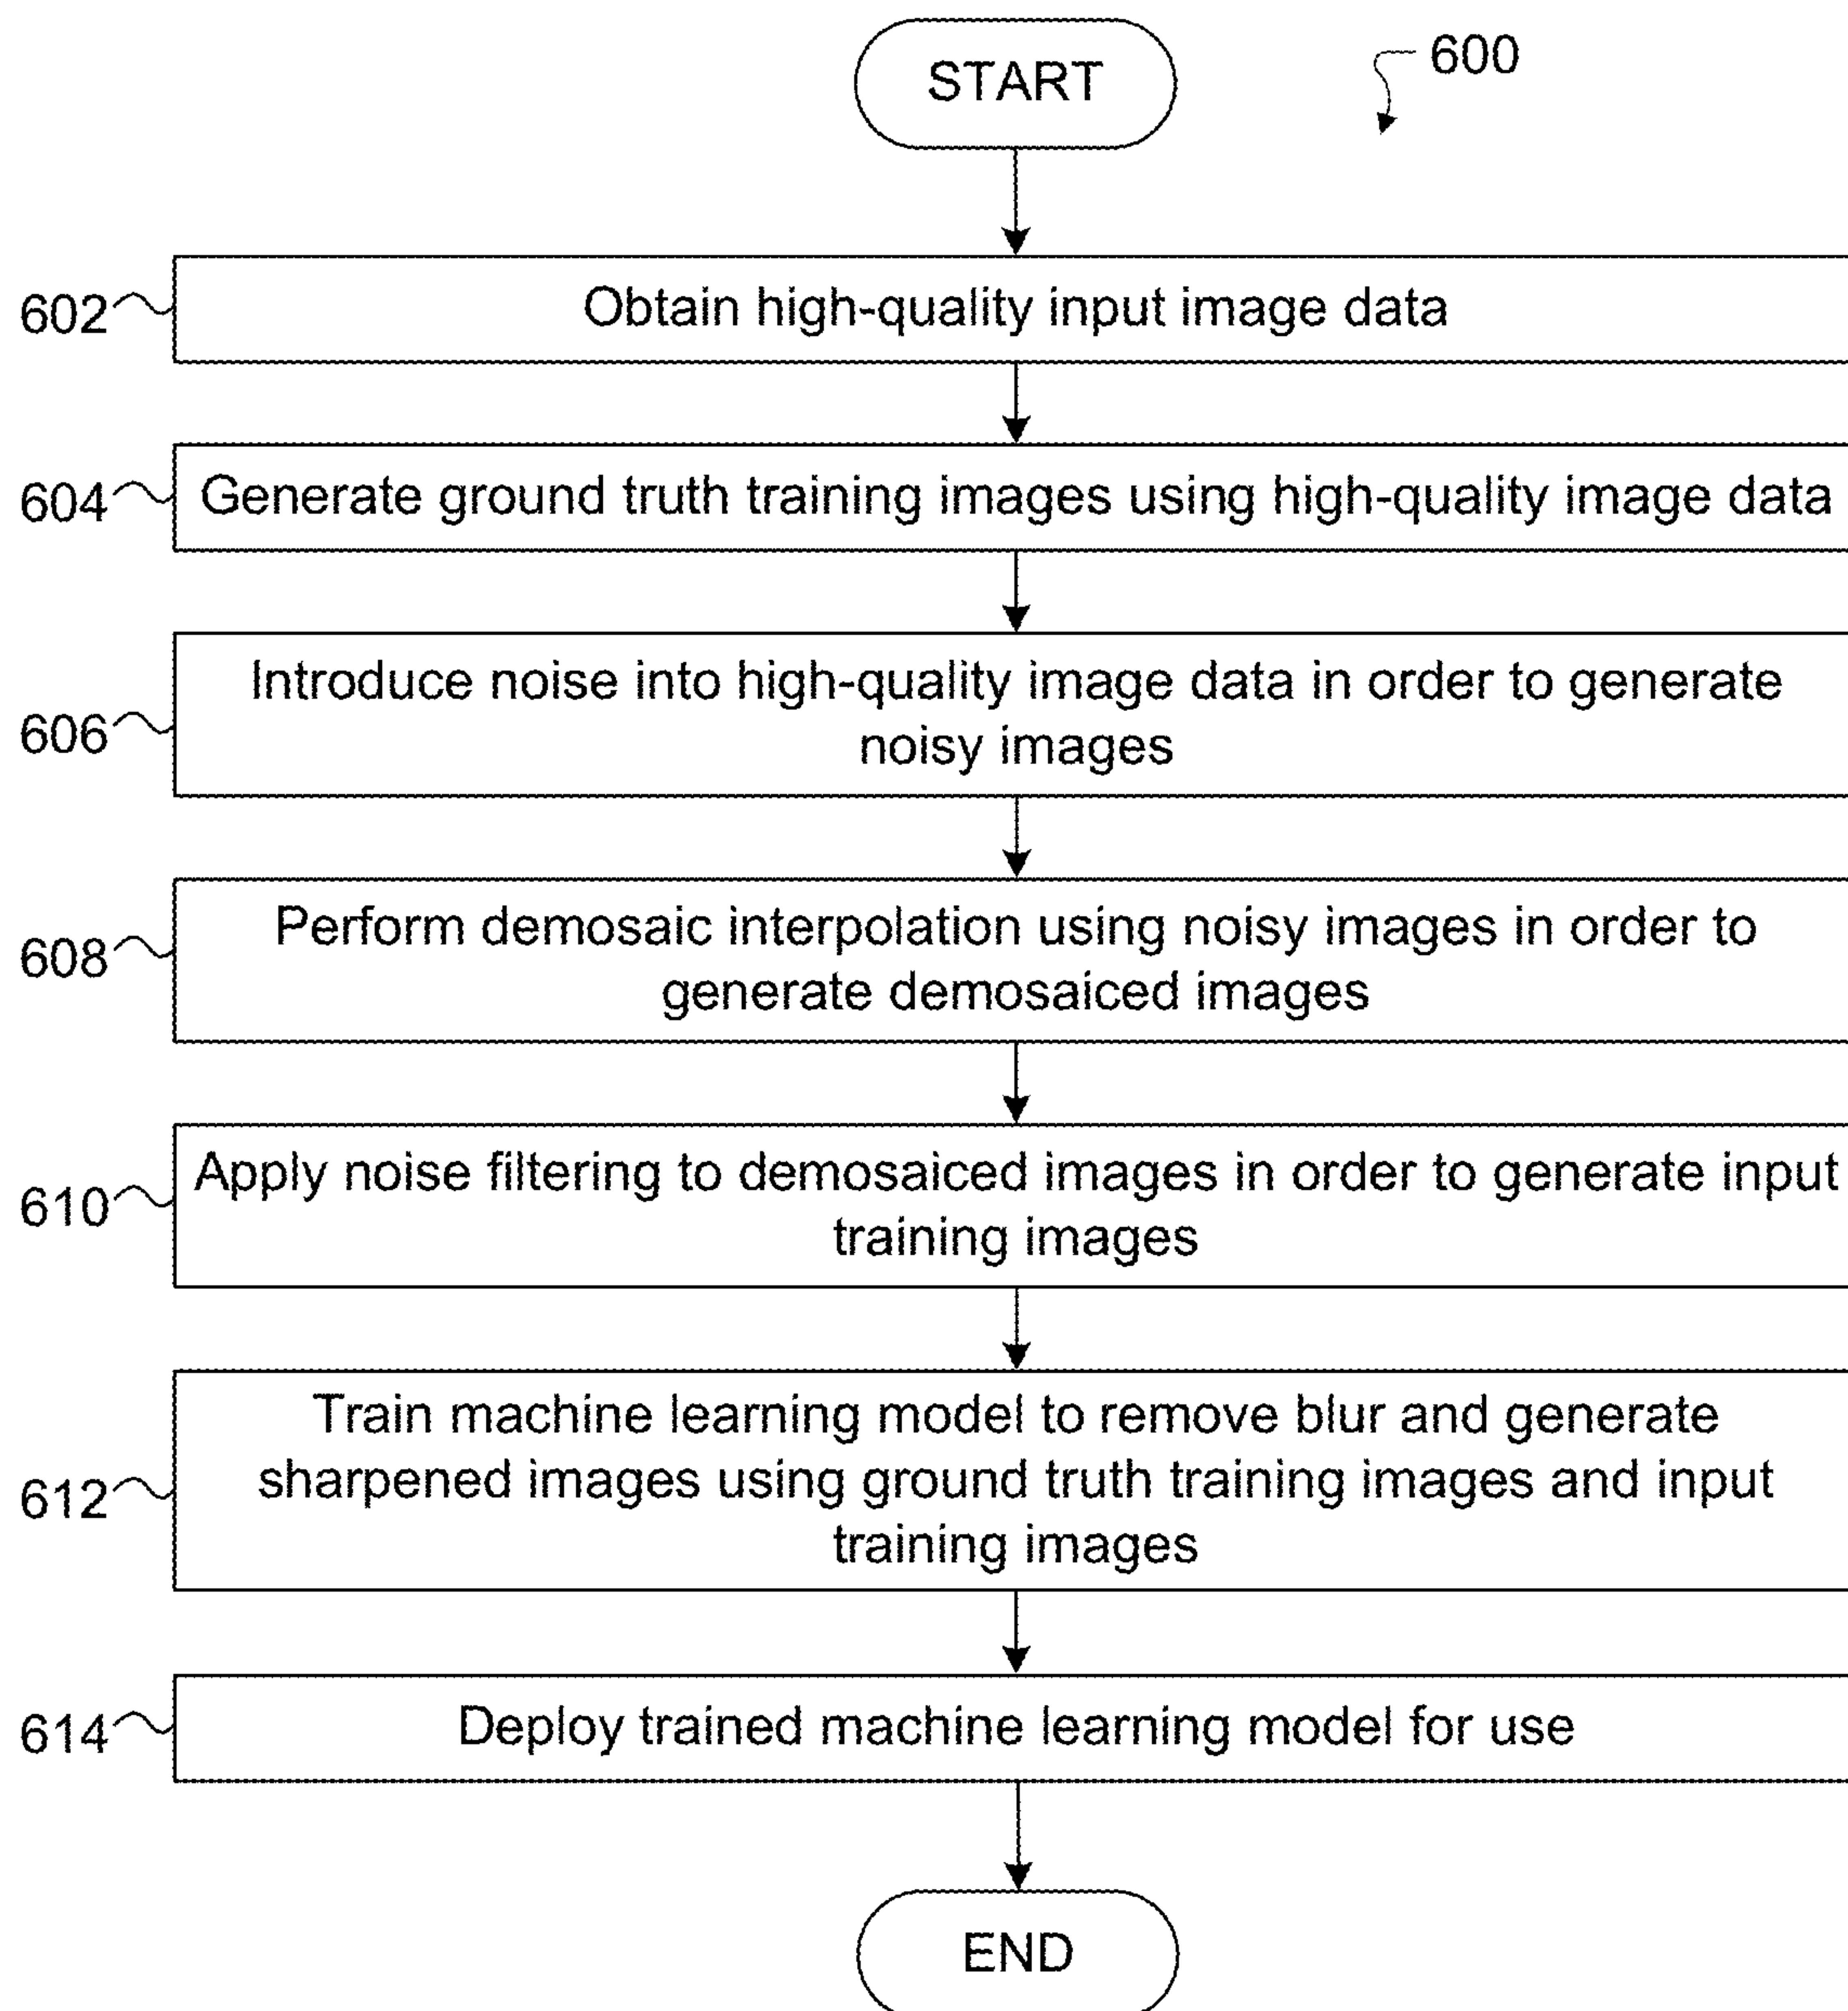 START
600
602
Obtain high-quality input image data
604
Generate ground truth training images using high-quality image data
606
Introduce noise into high-quality image data in order to generate
noisy images
608
Perform demosaic interpolation using noisy images in order to
generate demosaiced images
610
Apply noise filtering to demosaiced images in order to generate input
training images
612
Train machine learning model to remove blur and generate
sharpened images using ground truth training images and input
training images
614
Deploy trained machine learning model for use
END